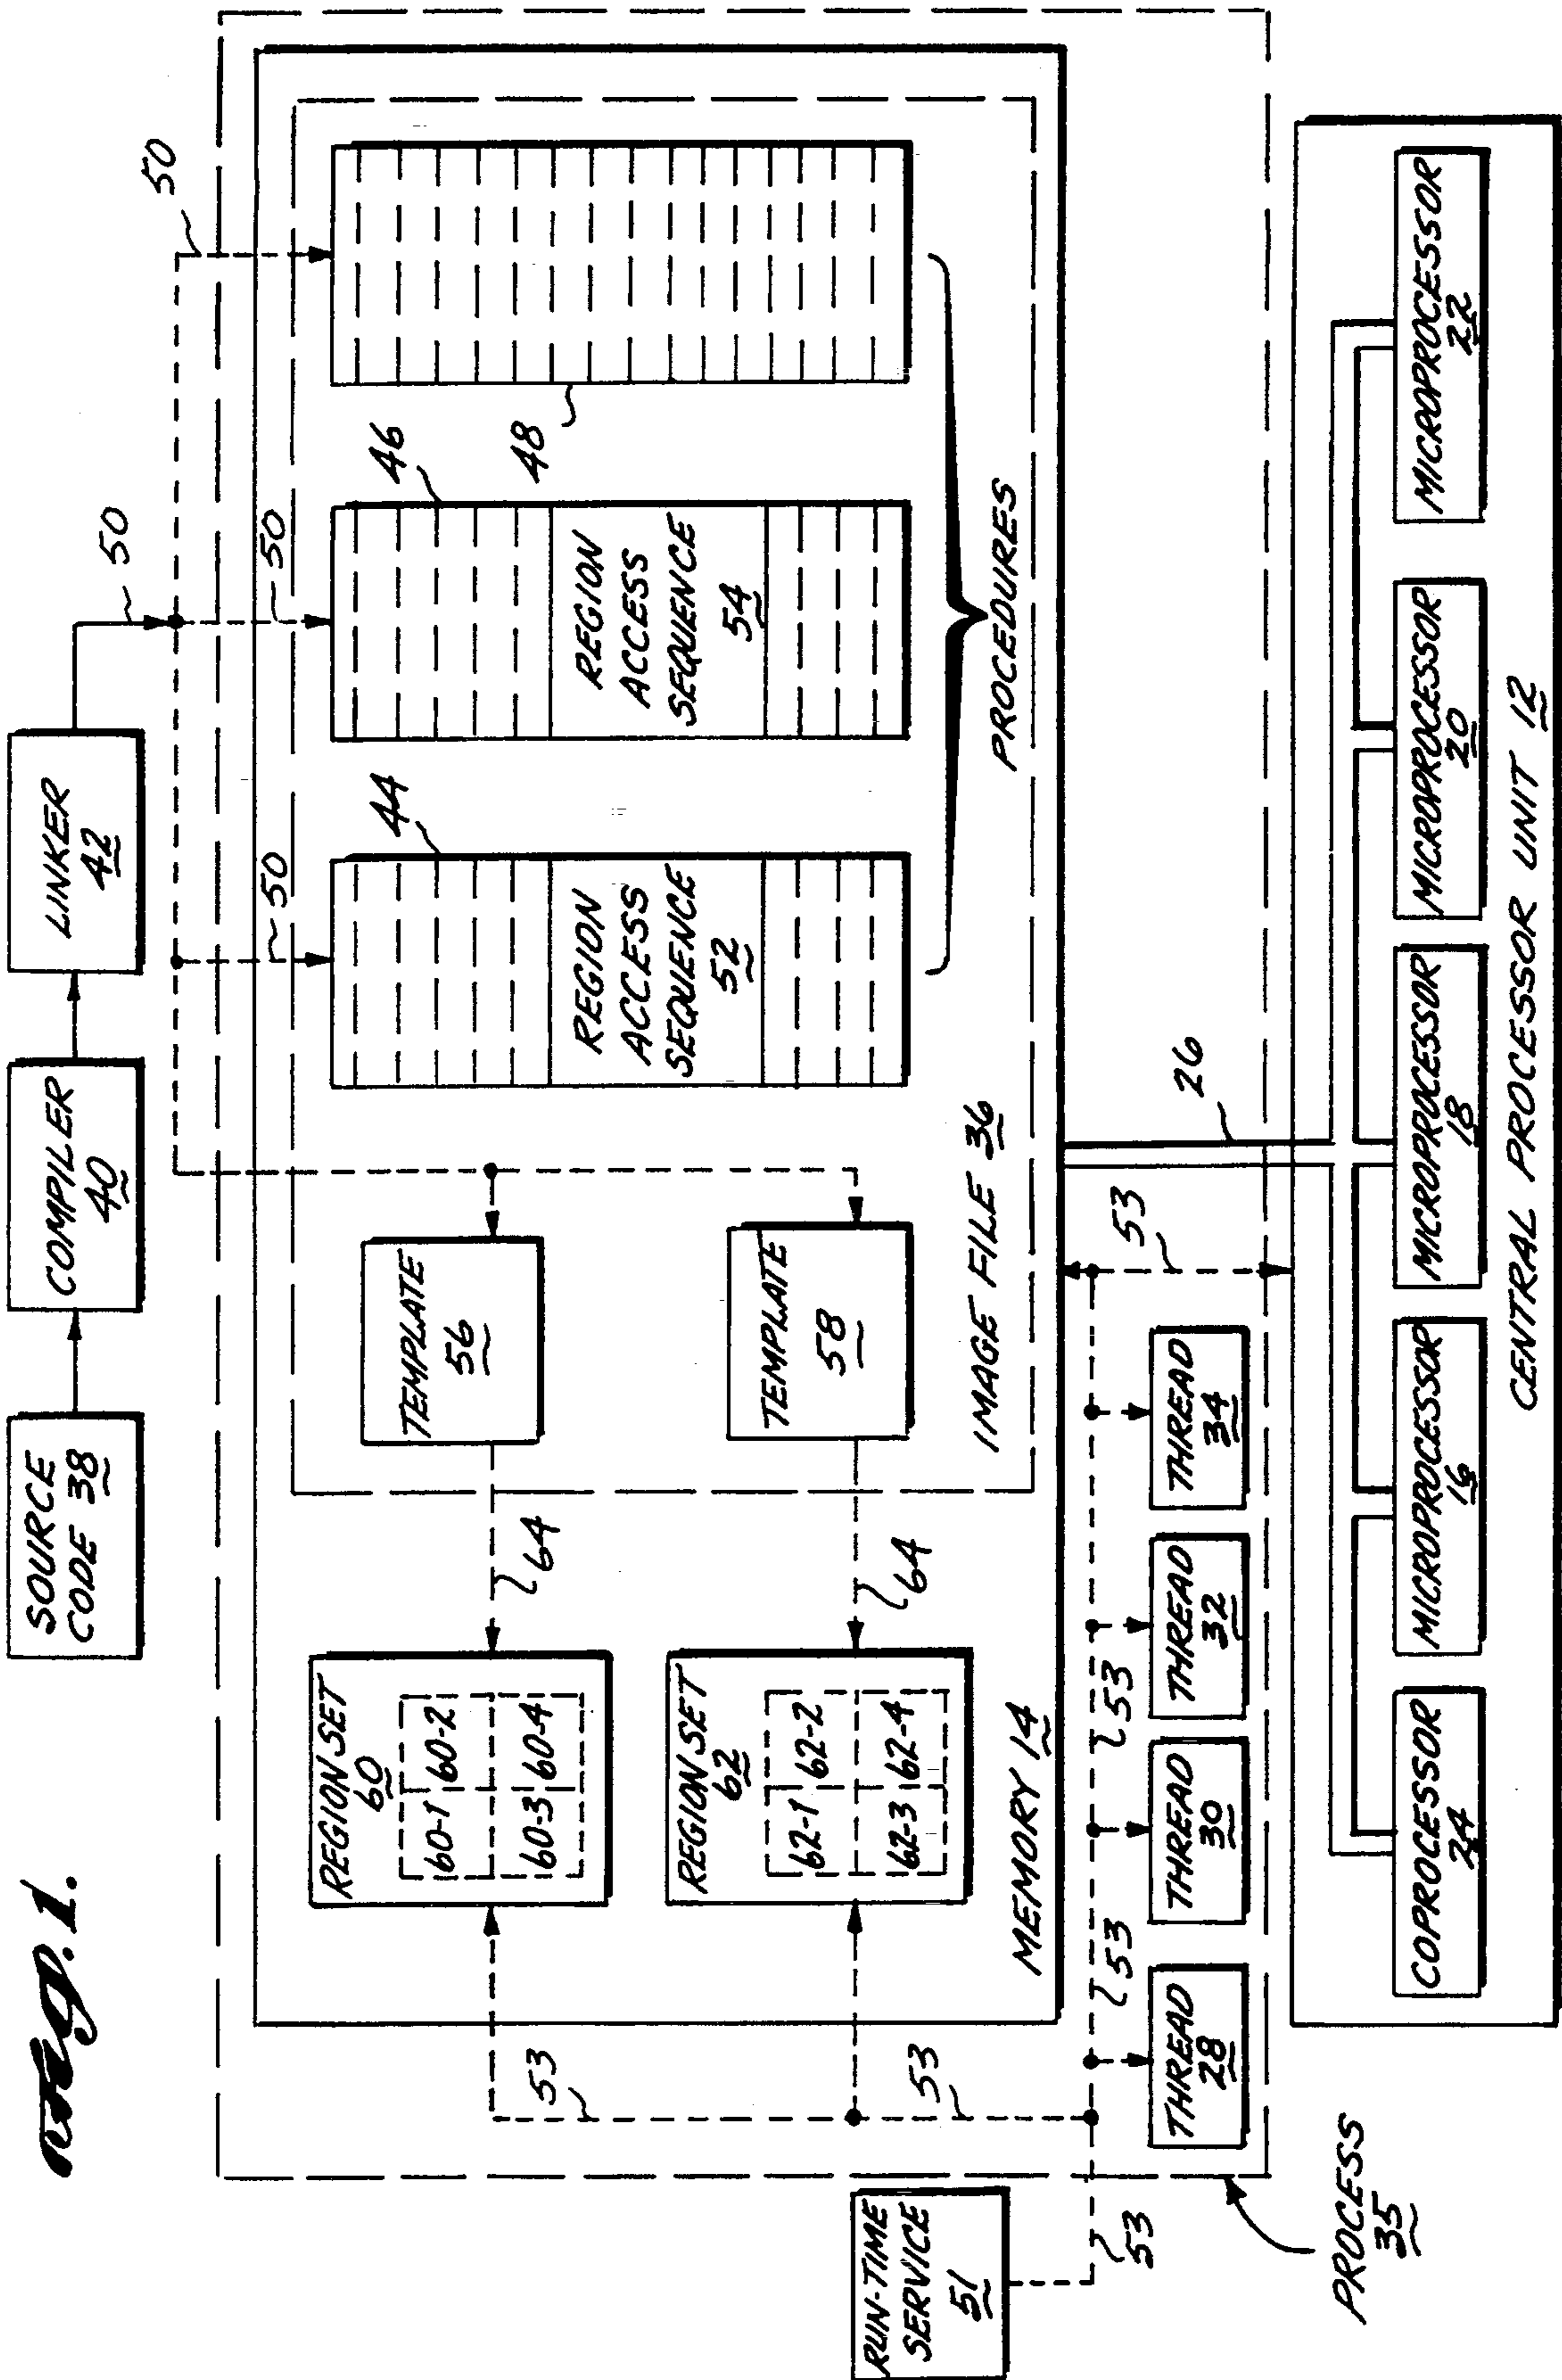 Fig. 1.
SOURCE
CODE 38
COMPILER
40
LINKER
42
50
50
50
50
REGION SET
60
60-1
60-2
60-3
60-4
64
TEMPLATE
56
44
REGION
ACCESS
SEQUENCE
52
46
REGION
ACCESS
SEQUENCE
54
48
REGION SET
62
62-1
62-2
62-3
62-4
64
TEMPLATE
58
PROCEDURES
IMAGE FILE 36
MEMORY 14
53
53
RUN-TIME
SERVICE
51
53
53
53
53
26
THREAD
28
THREAD
30
THREAD
32
THREAD
34
PROCESS
35
COPROCESSOR
24
MICROPROCESSOR
16
MICROPROCESSOR
18
MICROPROCESSOR
20
MICROPROCESSOR
22
CENTRAL PROCESSOR UNIT 12